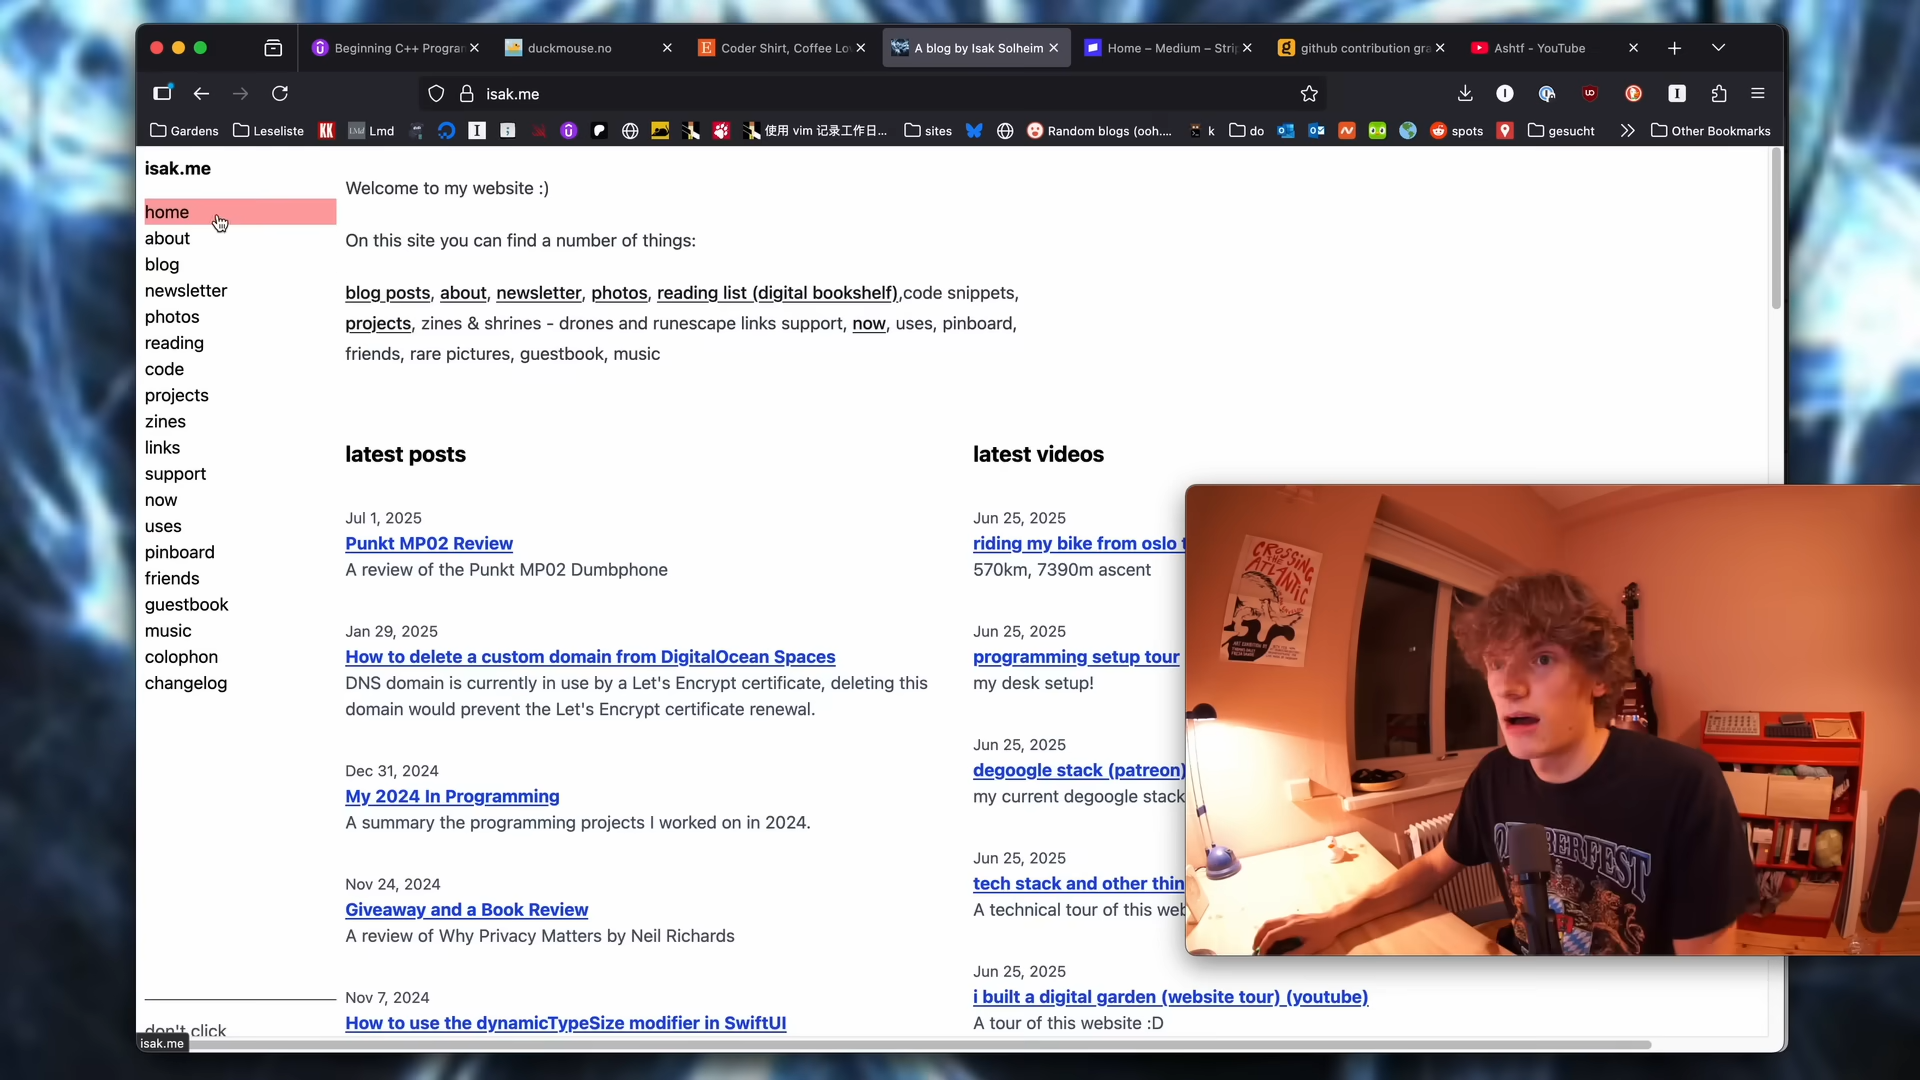 Beginning C++ Progran
duckmouse.no
Coder Shirt, Coffee Lo
A blog by Isak Solheim
Home – Medium – Strip
github contribution gra
Ashtf - YouTube
isak.me
Gardens
Leseliste
KK
LMd
Lmd
使用 vim 记录工作日...
sites
Random blogs (ooh....
k
do
spots
gesucht
Other Bookmarks
isak.me
home
about
blog
newsletter
photos
reading
code
projects
zines
links
support
now
uses
pinboard
friends
guestbook
music
colophon
changelog
don't click
isak.me
Welcome to my website :)
On this site you can find a number of things:
blog posts, about, newsletter, photos, reading list (digital bookshelf),code snippets,
projects, zines & shrines - drones and runescape links support, now, uses, pinboard,
friends, rare pictures, guestbook, music
latest posts
Jul 1, 2025
Punkt MP02 Review
A review of the Punkt MP02 Dumbphone
Jan 29, 2025
How to delete a custom domain from DigitalOcean Spaces
DNS domain is currently in use by a Let's Encrypt certificate, deleting this
domain would prevent the Let's Encrypt certificate renewal.
Dec 31, 2024
My 2024 In Programming
A summary the programming projects I worked on in 2024.
Nov 24, 2024
Giveaway and a Book Review
A review of Why Privacy Matters by Neil Richards
Nov 7, 2024
How to use the dynamicTypeSize modifier in SwiftUI
latest videos
Jun 25, 2025
riding my bike from oslo t
570km, 7390m ascent
Jun 25, 2025
programming setup tour
my desk setup!
Jun 25, 2025
degoogle stack (patreon)
my current degoogle stack
Jun 25, 2025
tech stack and other thin
A technical tour of this web
Jun 25, 2025
i built a digital garden (website tour) (youtube)
A tour of this website :D
CROSSING
THE
ATLANTIC